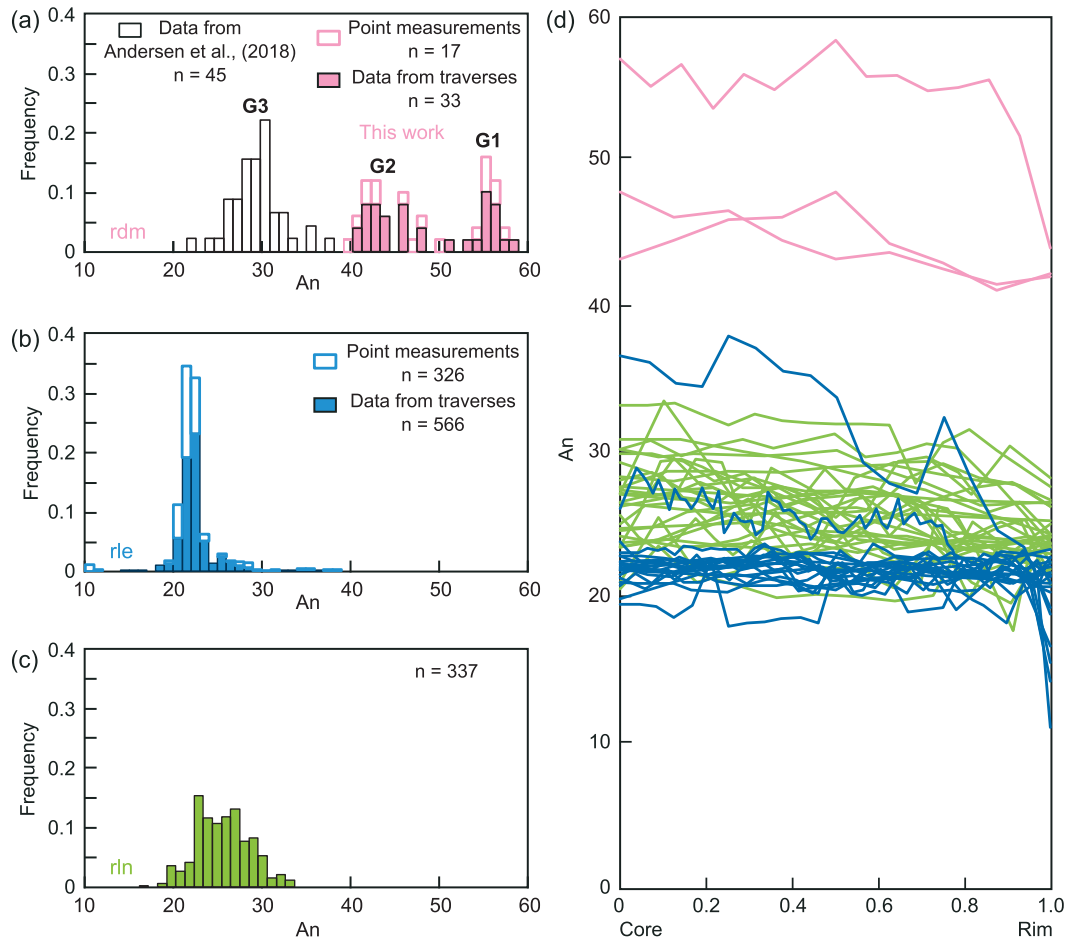 (a)
0.4
0.3
0.2
0.1
0
Frequency
Data from
Andersen et al., (2018)
n = 45
Point measurements
n = 17
Data from traverses
n = 33
G3
This work
G2
G1
rdm
10
20
30
40
50
60
An
(b)
0.4
0.3
0.2
0.1
0
Frequency
Point measurements
n = 326
Data from traverses
n = 566
rle
10
20
30
40
50
60
An
(c)
0.4
0.3
0.2
0.1
0
Frequency
n = 337
rln
10
20
30
40
50
60
An
(d)
60
50
40
30
20
10
0
An
0
0.2
0.4
0.6
0.8
1.0
Core
Rim